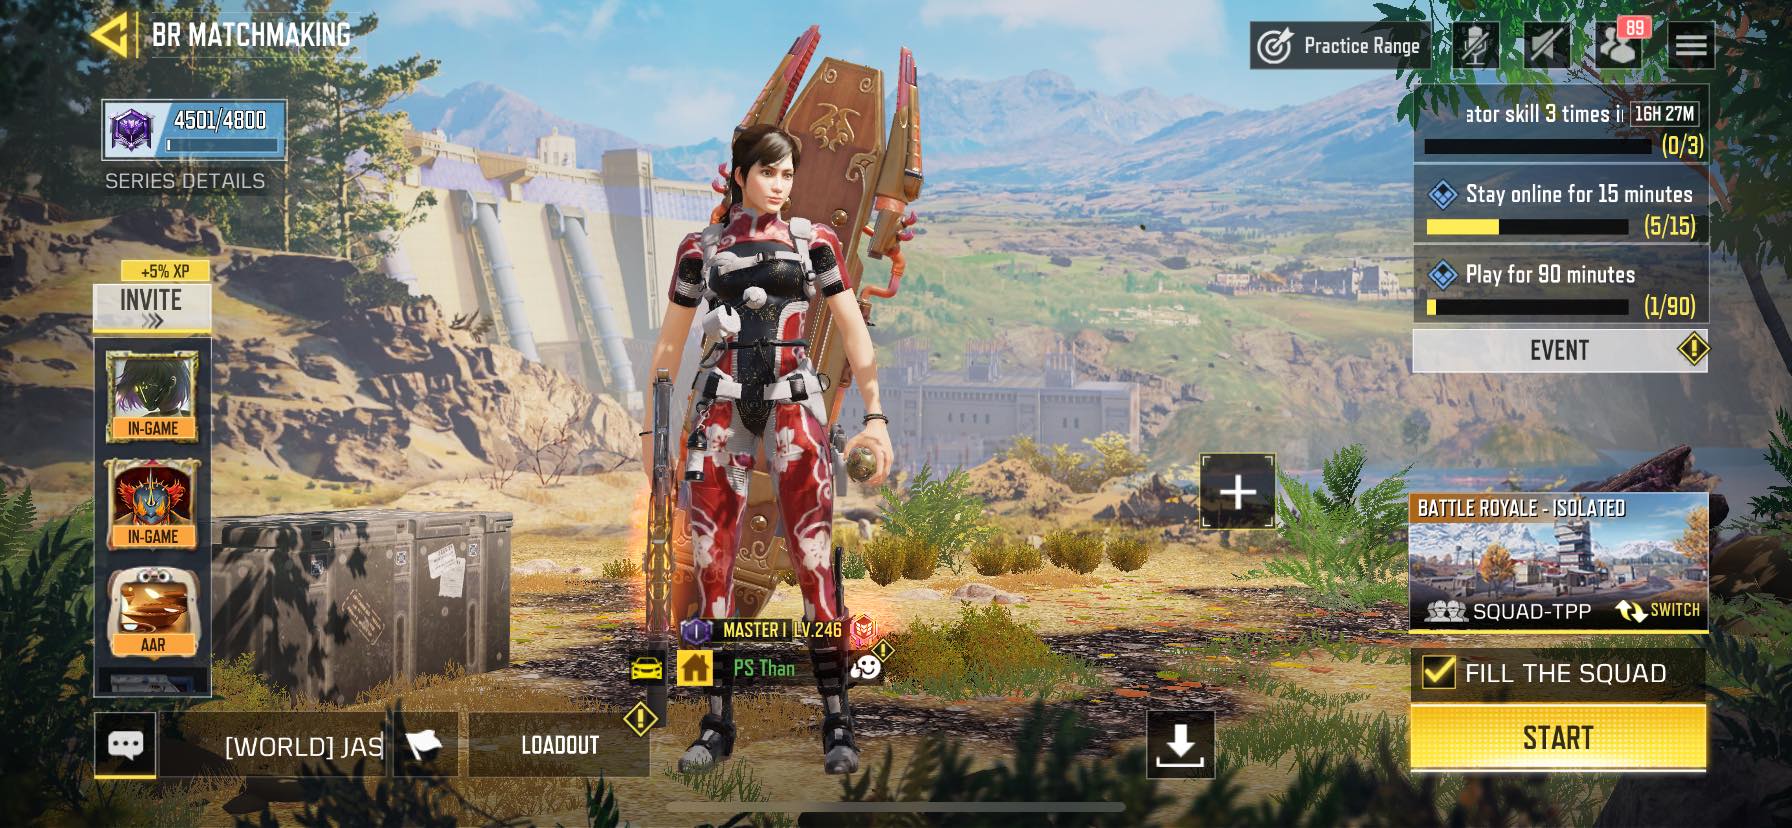 BR MATCHMAKING
Practice Range
89
4501/4800
SERIES DETAILS
ator skill 3 times i
16H 27M
(0/3)
Stay online for 15 minutes
(5/15)
Play for 90 minutes
(1/90)
EVENT
+5% XP
INVITE
IN-GAME
IN-GAME
AAR
BATTLE ROYALE - ISOLATED
SQUAD-TPP
SWITCH
MASTER I LV.246
PS Than
FILL THE SQUAD
[WORLD] JAS
LOADOUT
START